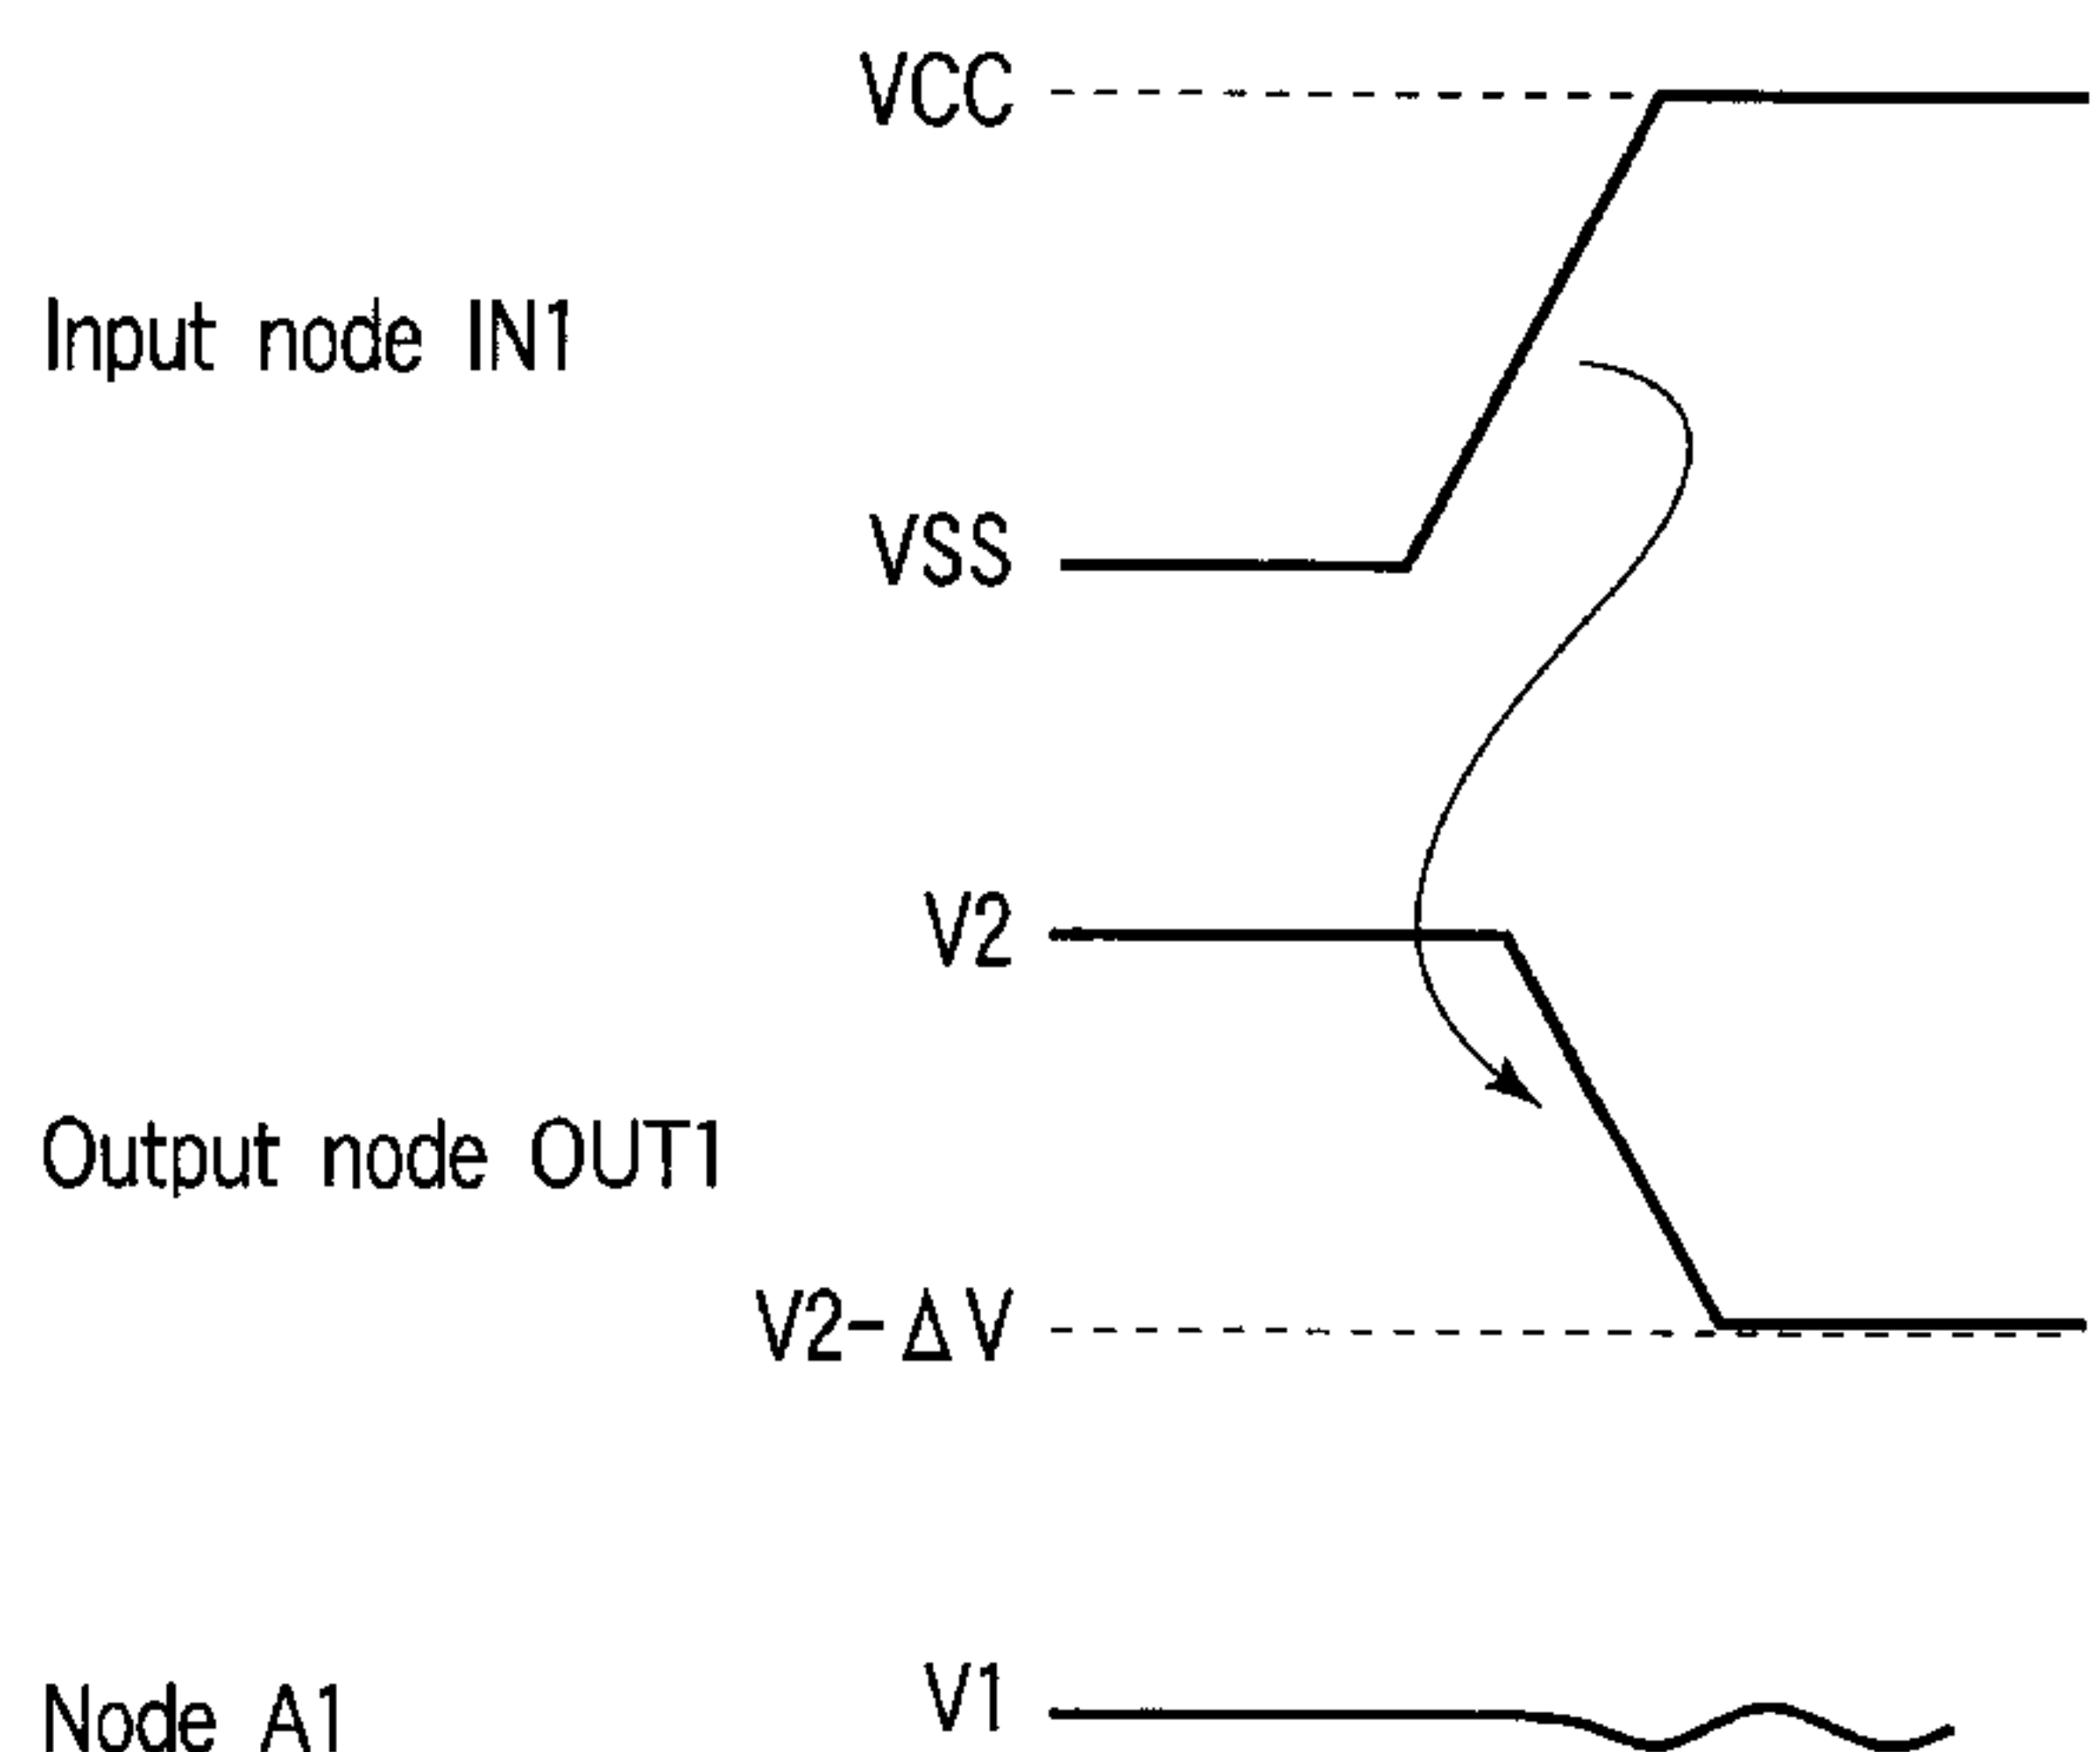 VCC
Input node IN1
VSS
V2
Output node OUT1
V2-ΔV
V1
Node A1